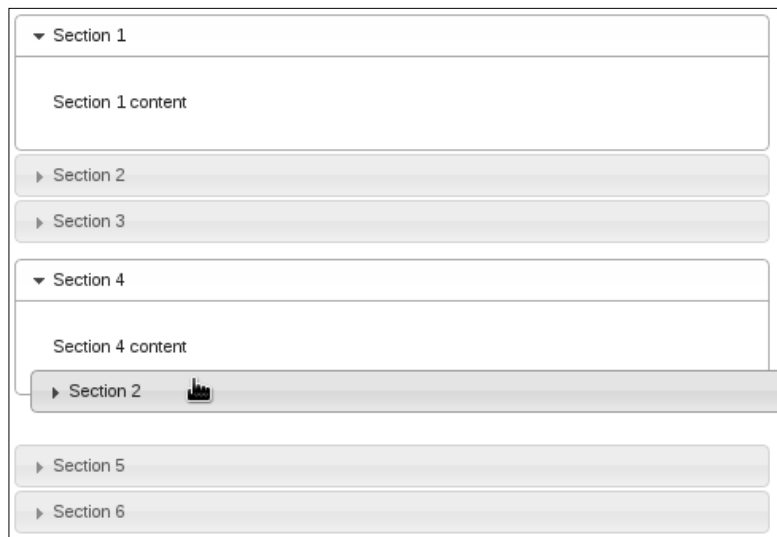 Section 1
Section 1 content
Section 2
Section 3
Section 4
Section 4 content
Section 2
Section 5
Section 6